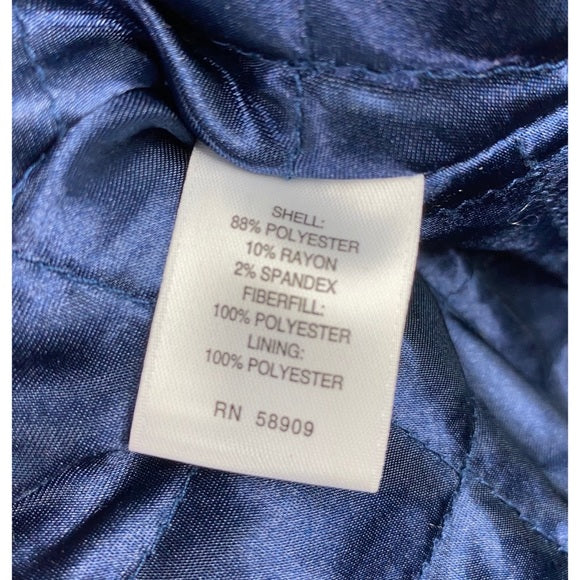 SHELL:
88% POLYESTER
10% RAYON
2% SPANDEX
FIBERFILL:
100% POLYESTER
LINING:
100% POLYESTER
RN 58909